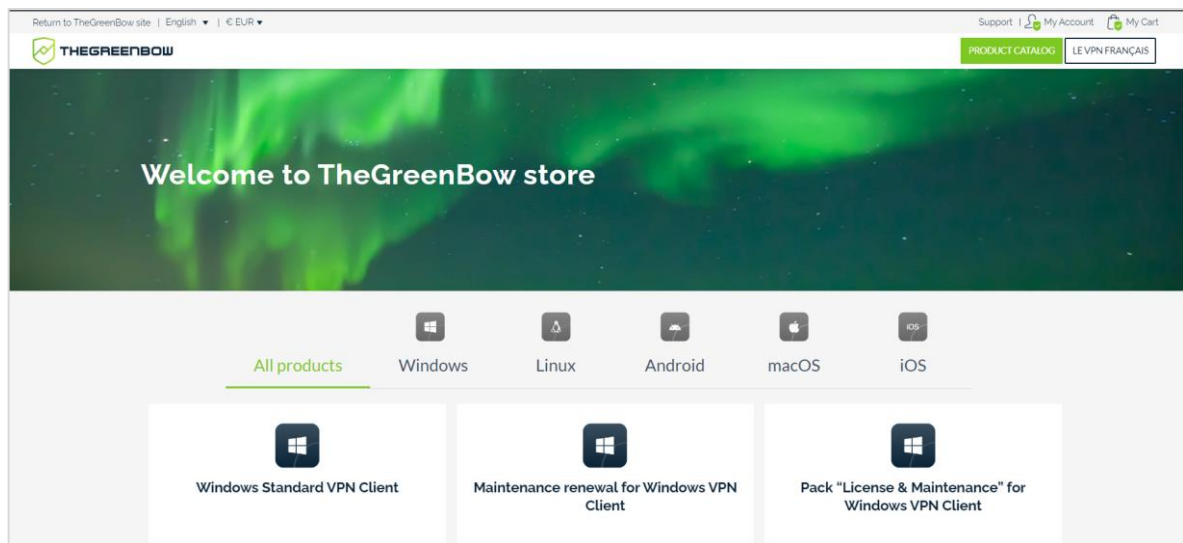 Return to TheGreenBow site | English ▼ | € EUR ▼
Support | My Account My Cart
THEGREENBOW
PRODUCT CATALOG LE VPN FRANÇAIS
Welcome to TheGreenBow store
iOS
All products Windows Linux Android macOS iOS
Windows Standard VPN Client
Maintenance renewal for Windows VPN
Client
Pack “License & Maintenance” for
Windows VPN Client